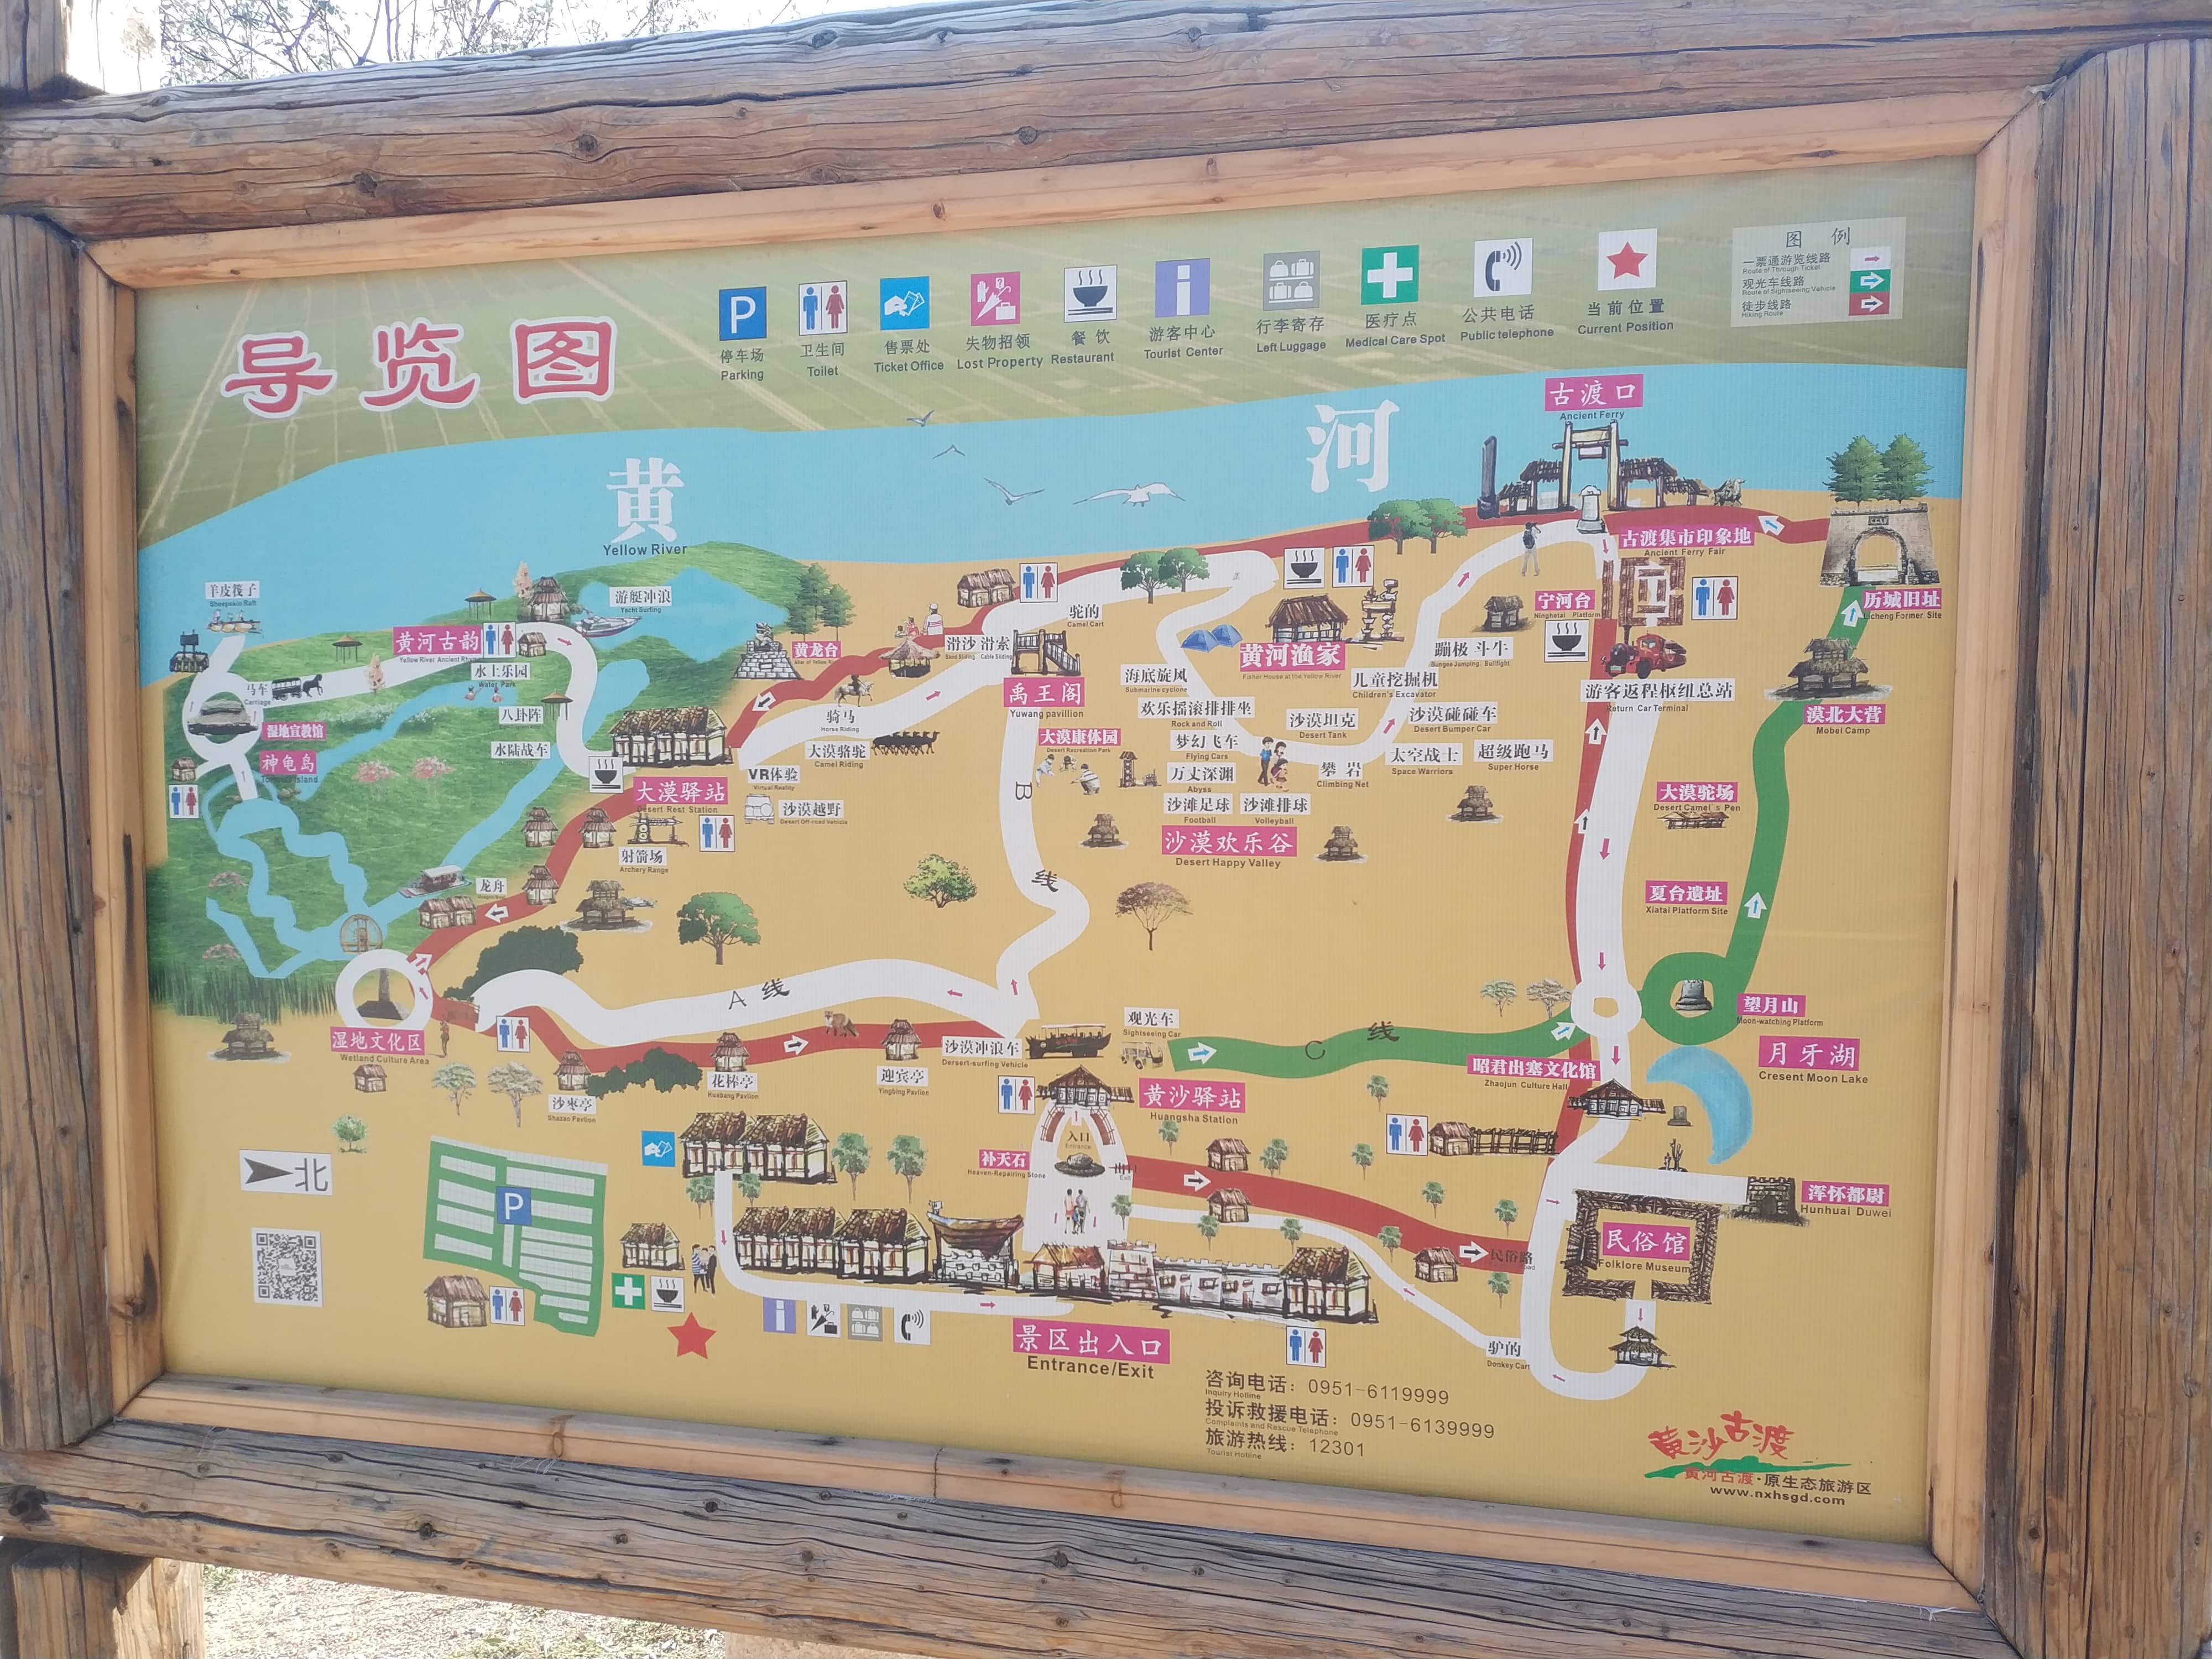 导览图
P
停车场
Parking
卫生间
Toilet
售票处
Ticket Office
失物招领
Lost Property
餐饮
Restaurant
游客中心
Tourist Center
行李寄存
Left Luggage
医疗点
Medical Care Spot
公共电话
Public telephone
当前位置
Current Position
图例
一票通游览线路
Route of Through Ticket
观光车线路
Route of Sightseeing Vehicle
徒步线路
Hiking Route
黄河
Yellow River
古渡口
Ancient Ferry
古渡集市印象地
Ancient Ferry Fair
历城旧址
Licheng Former Site
宁河台
Ninghetai Platform
游客返程枢纽总站
Return Car Terminal
漠北大营
Mobei Camp
大漠驼场
Desert Camel's Pen
夏台遗址
Xiatai Platform Site
望月山
Moon-watching Platform
月牙湖
Cresent Moon Lake
昭君出塞文化馆
Zhaojun Culture Hall
浑怀都尉
Hunhuai Duwei
民俗馆
Folklore Museum
民俗路
驴的
Donkey Cart
羊皮筏子
Sheepskin Raft
黄河古韵
游艇冲浪
Yacht Surfing
水上乐园
Water Park
马车
Carriage
八卦阵
水陆战车
湿地宣教馆
神龟岛
大漠驿站
Desert Rest Station
射箭场
Archery Range
龙舟
湿地文化区
Wetland Culture Area
黄龙台
滑沙 滑索
Sand Sliding Cable Sliding
驼的
Camel Cart
禹王阁
Yuwang pavillion
骑马
Horse Riding
大漠骆驼
Camel Riding
VR体验
Virtual Reality
沙漠越野
Desert Off-road Vehicle
大漠康体园
Desert Recreation Park
黄河渔家
Fisher House at the Yellow River
海底旋风
Submarine cyclone
欢乐摇滚排排坐
Rock and Roll
梦幻飞车
Flying Cars
万丈深渊
Abyss
沙滩足球
Football
沙滩排球
Volleyball
沙漠欢乐谷
Desert Happy Valley
蹦极 斗牛
Bungee Jumping. Bullfight
儿童挖掘机
Children's Excavator
沙漠坦克
Desert Tank
沙漠碰碰车
Desert Bumper Car
攀岩
Climbing Net
太空战士
Space Warriors
超级跑马
Super Horse
A线
B线
C线
沙枣亭
Shazao Pavilion
花棒亭
Huabang Pavilion
迎宾亭
Yingbing Pavilion
沙漠冲浪车
Dersert-surfing Vehicle
观光车
Sightseeing Car
黄沙驿站
Huangsha Station
入口
Entrance
补天石
Heaven-Repairing Stone
出口
Exit
北
P
景区出入口
Entrance/Exit
咨询电话：0951-6119999
Inquiry Hotline
投诉救援电话：0951-6139999
Complaints and Rescue Telephone
旅游热线：12301
Tourist Hotline
黄沙古渡
黄河古渡·原生态旅游区
www.nxhsgd.com